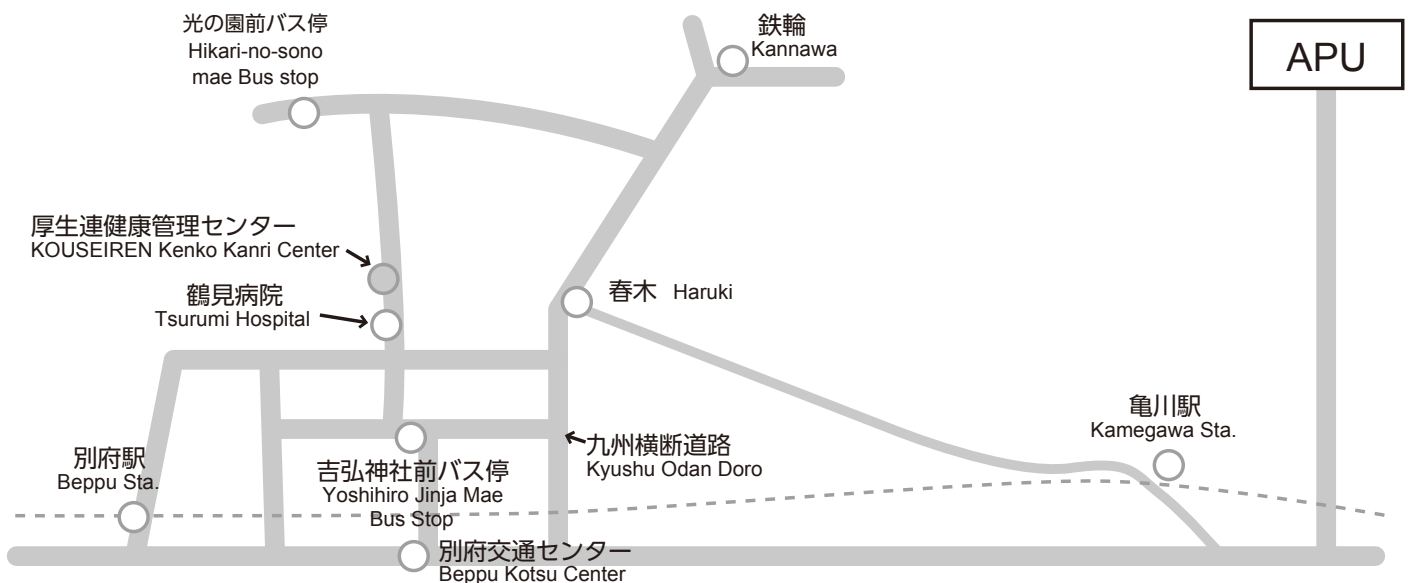 光の園前バス停
Hikari-no-sono
mae Bus stop
鉄輪
Kannawa
APU
厚生連健康管理センター
KOUSEIREN Kenko Kanri Center
鶴見病院
Tsurumi Hospital
春木 Haruki
亀川駅
Kamegawa Sta.
別府駅
Beppu Sta.
吉弘神社前バス停
Yoshihiro Jinja Mae
Bus Stop
九州横断道路
Kyushu Odan Doro
別府交通センター
Beppu Kotsu Center